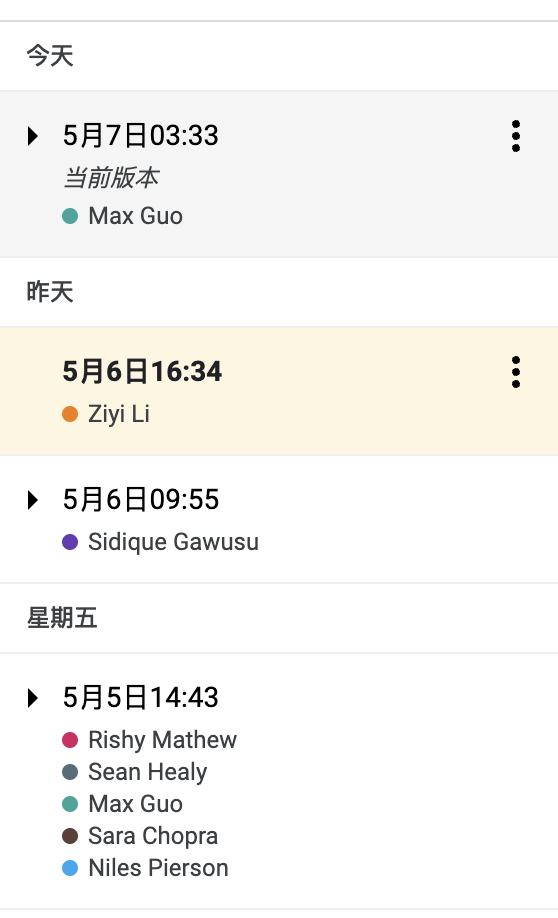 今天
5月7日03:33
当前版本
Max Guo
昨天
5月6日16:34
Ziyi Li
5月6日09:55
Sidique Gawusu
星期五
5月5日14:43
Rishy Mathew
Sean Healy
Max Guo
Sara Chopra
Niles Pierson